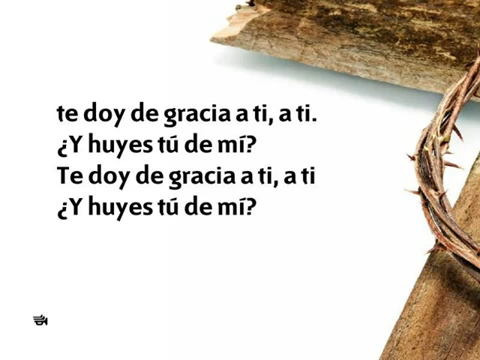 te doy de gracia a ti, a ti.
¿Y huyes tú de mí?
Te doy de gracia a ti, a ti
¿Y huyes tú de mí?